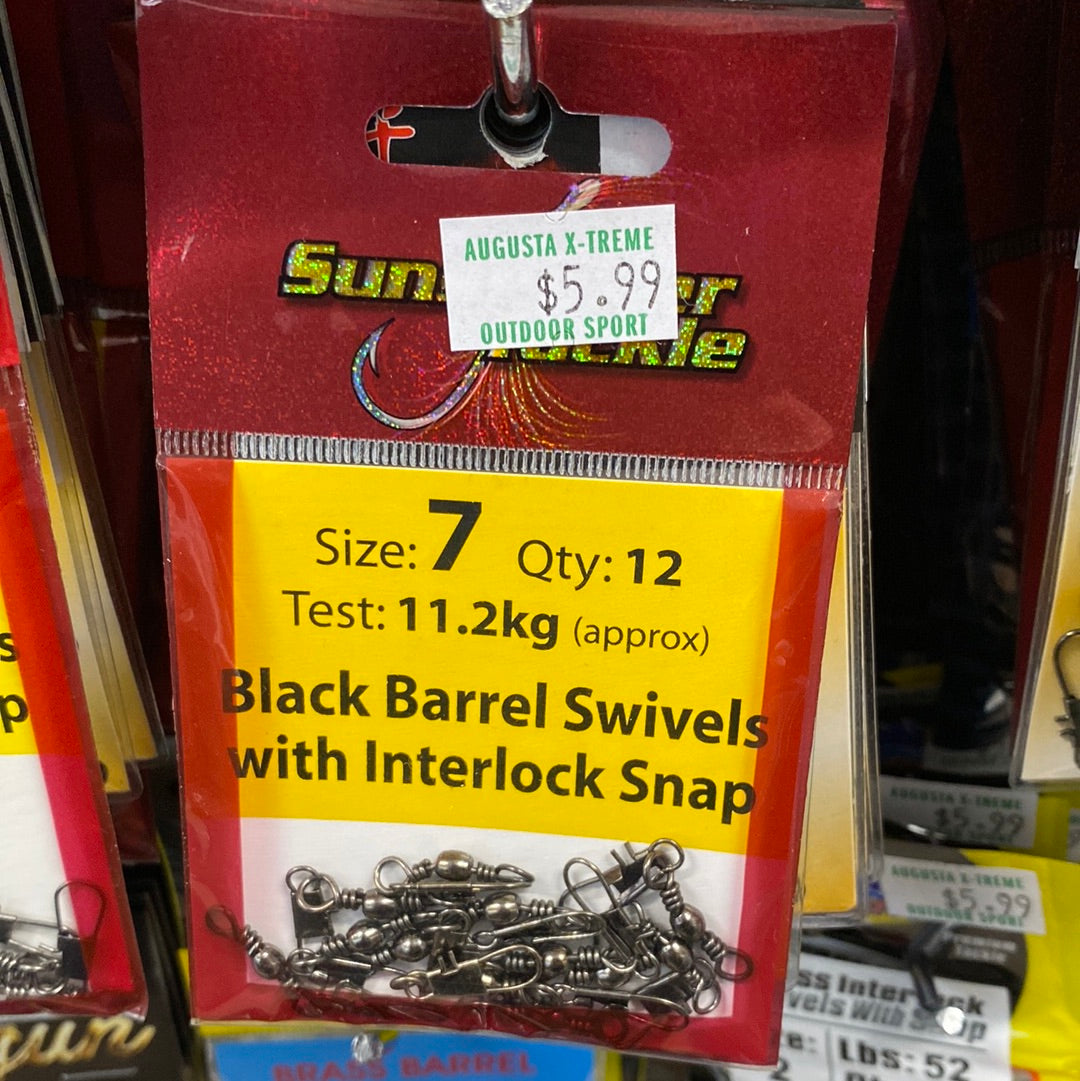 AUGUSTA X-TREME
$5.99
OUTDOOR SPORT
Size: 7 Qty: 12
Test: 11.2kg (approx)
Black Barrel Swivels
with Interlock Snap
AUGUSTA X-TREME
$5.99
AUGUSTA X-TREME
$5.99
OUTDOOR SPORT
Lbs: 52
BRASS BARREL